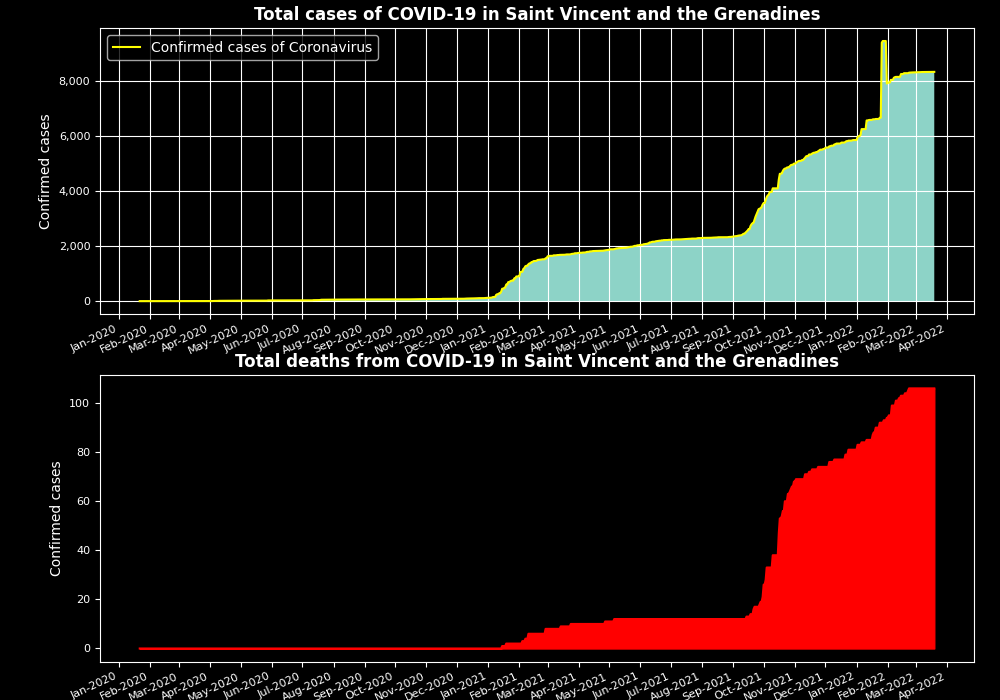 Total cases of COVID-19 in Saint Vincent and the Grenadines
Confirmed cases of Coronavirus
Confirmed cases
8,000
6,000
4,000
2,000
0
Jan-2020 Feb-2020 Mar-2020 Apr-2020 May-2020 Jun-2020 Jul-2020 Aug-2020 Sep-2020 Oct-2020 Nov-2020 Dec-2020 Jan-2021 Feb-2021 Mar-2021 Apr-2021 May-2021 Jun-2021 Jul-2021 Aug-2021 Sep-2021 Oct-2021 Nov-2021 Dec-2021 Jan-2022 Feb-2022 Mar-2022 Apr-2022
Total deaths from COVID-19 in Saint Vincent and the Grenadines
Confirmed cases
100
80
60
40
20
0
Jan-2020 Feb-2020 Mar-2020 Apr-2020 May-2020 Jun-2020 Jul-2020 Aug-2020 Sep-2020 Oct-2020 Nov-2020 Dec-2020 Jan-2021 Feb-2021 Mar-2021 Apr-2021 May-2021 Jun-2021 Jul-2021 Aug-2021 Sep-2021 Oct-2021 Nov-2021 Dec-2021 Jan-2022 Feb-2022 Mar-2022 Apr-2022